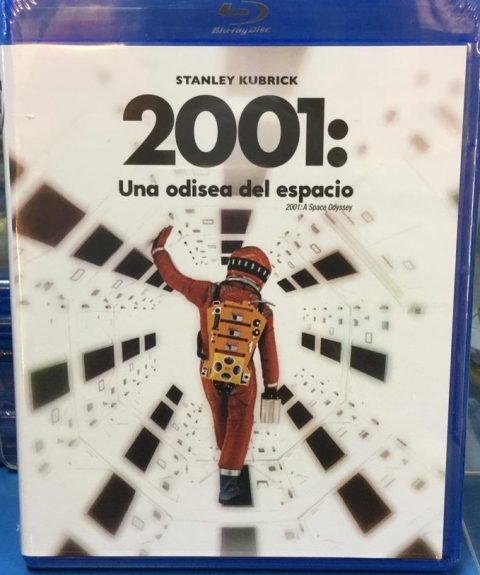 Blu-ray Disc
STANLEY KUBRICK
2001:
Una odisea del espacio
2001: A Space Odyssey